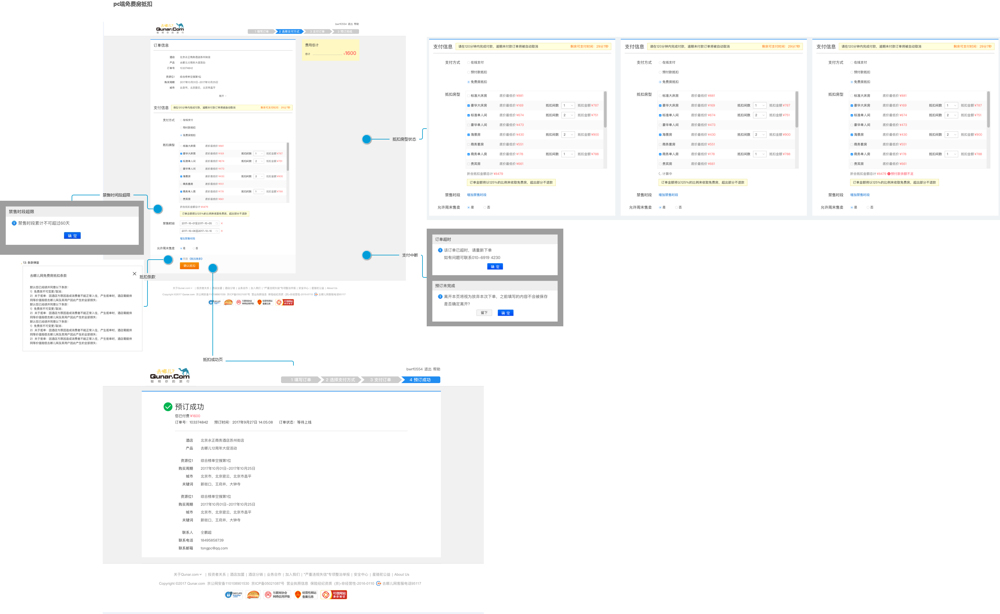 pc端免费房抵扣
去哪儿?
Qunar.Com
聪明你的旅行
bwrf0554 退出 帮助
1 填写订单 2 选择支付方式 3 支付订单 3 预订完成
订单信息
酒店 北京永正商务酒店苏州街店
产品 去哪儿12周年大促活动
订单号 103374842
资源位1 综合榜单空搜第1位
购买周期 2017年10月01日-2017年10月25日
城市 北京市，北京密云，北京市昌平
展开
费用总计
总计 ¥1600
支付信息 请在120分钟内完成付款，逾期未付款订单将被自动取消 剩余可支付时间：29分7秒
支付方式 在线支付
预付款抵扣
免费房抵扣
抵扣房型 标准大床房 底价最低价 ¥881
豪华大床房 底价最低价 ¥169 抵扣间数 1 抵扣金额 ¥787
标准单人间 底价最低价 ¥674 抵扣间数 2 抵扣金额 ¥751
豪华单人间 底价最低价 ¥473
海景房 底价最低价 ¥430 抵扣间数 2 抵扣金额 ¥900
商务套房 底价最低价 ¥551
商务单人房 底价最低价 ¥178 抵扣间数 1 抵扣金额 ¥788
贵宾房 底价最低价 ¥661
折合抵扣金额总计 ¥8479
订单金额将以125%的比例来收取免费房，超出部分不退款
禁售时段 2017-10-01至2017-10-05
2017-10-06至2017-10-10
增加禁售时段
允许周末售卖 是 否
同意《抵扣条款》
确认抵扣
关于Qunar.com | 投资者关系 | 酒店加盟 | 酒店分销 | 业务合作 | 加入我们 | "严重违规失信"专项整治举报 | 安全中心 | 星骆驼公益 | About Us
Copyright ©2017 Qunar.com 京公网安备110108901530 京ICP备05021087号 营业执照信息 保险经纪资质 (京)-非经营性-2016-0110 去哪儿网客服电话95117
secure
互联网协会
网络信用评级
经营性网站
备案信息
可信网站
身份验证
禁售时间段超限
禁售时段超限
禁售时段累计不可超过60天
确 定
13: 条款弹窗
抵扣条款
去哪儿网免费房抵扣条款
默认您已阅读并同意以下条款：
1）免费房不可变更/取消；
2）关于拒单：因酒店方原因造成消费者不能正常入住，产生拒单时，酒店需提供
同等价值赔偿去哪儿网及其用户因此产生的全部损失；
默认您已阅读并同意以下条款：
1）免费房不可变更/取消；
2）关于拒单：因酒店方原因造成消费者不能正常入住，产生拒单时，酒店需提供
同等价值赔偿去哪儿网及其用户因此产生的全部损失；
默认您已阅读并同意以下条款：
1）免费房不可变更/取消；
2）关于拒单：因酒店方原因造成消费者不能正常入住，产生拒单时，酒店需提供
同等价值赔偿去哪儿网及其用户因此产生的全部损失；
2）关于拒单：因酒店方原因造成消费者不能正常入住，产生拒单时，酒店需提供
同等价值赔偿去哪儿网及其用户因此产生的全部损失；
抵扣房型状态
支付信息 请在120分钟内完成付款，逾期未付款订单将被自动取消 剩余可支付时间：29分7秒
支付方式 在线支付
预付款抵扣
免费房抵扣
抵扣房型 标准大床房 底价最低价 ¥881
豪华大床房 底价最低价 ¥169 抵扣间数 1 抵扣金额 ¥787
标准单人间 底价最低价 ¥674 抵扣间数 2 抵扣金额 ¥751
豪华单人间 底价最低价 ¥473
海景房 底价最低价 ¥430 抵扣间数 2 抵扣金额 ¥900
商务套房 底价最低价 ¥551
商务单人房 底价最低价 ¥178 抵扣间数 1 抵扣金额 ¥788
贵宾房 底价最低价 ¥661
折合抵扣金额总计 ¥8479
订单金额将以125%的比例来收取免费房，超出部分不退款
禁售时段 增加禁售时段
允许周末售卖 是 否
支付信息 请在120分钟内完成付款，逾期未付款订单将被自动取消 剩余可支付时间：29分7秒
支付方式 在线支付
预付款抵扣
免费房抵扣
抵扣房型 标准大床房 底价最低价 ¥881
豪华大床房 底价最低价 ¥169 抵扣间数 1 抵扣金额 ¥787
标准单人间 底价最低价 ¥674 抵扣间数 2 抵扣金额 ¥751
豪华单人间 底价最低价 ¥473
海景房 底价最低价 ¥430 抵扣间数 2 抵扣金额 ¥900
商务套房 底价最低价 ¥551
商务单人房 底价最低价 ¥178 抵扣间数 1 抵扣金额 ¥788
贵宾房 底价最低价 ¥661
计算中
订单金额将以125%的比例来收取免费房，超出部分不退款
禁售时段 增加禁售时段
允许周末售卖 是 否
支付信息 请在120分钟内完成付款，逾期未付款订单将被自动取消 剩余可支付时间：29分7秒
支付方式 在线支付
预付款抵扣
免费房抵扣
抵扣房型 标准大床房 底价最低价 ¥881
豪华大床房 底价最低价 ¥169 抵扣间数 1 抵扣金额 ¥787
标准单人间 底价最低价 ¥674 抵扣间数 2 抵扣金额 ¥751
豪华单人间 底价最低价 ¥473
海景房 底价最低价 ¥430 抵扣间数 2 抵扣金额 ¥900
商务套房 底价最低价 ¥551
商务单人房 底价最低价 ¥178 抵扣间数 1 抵扣金额 ¥788
贵宾房 底价最低价 ¥661
折合抵扣金额总计 ¥8479 预付款余额不足
订单金额将以125%的比例来收取免费房，超出部分不退款
禁售时段 增加禁售时段
允许周末售卖 是 否
支付中断
订单超时
该订单已超时，请重新下单
如有问题可联系010-6919 4230
确 定
预订未完成
离开本页将视为放弃本次下单，之前填写的内容不会被保存
是否确定离开?
留下 确 定
抵扣成功页
去哪儿?
Qunar.Com
聪明你的旅行
bwrf0554 退出 帮助
1 填写订单 2 选择支付方式 3 支付订单 4 预订成功
预订成功
您已付费 ¥1600
订单号：103374842 预订时间：2017年9月27日 14:05:08 订单状态：等待上线
酒店 北京永正商务酒店苏州街店
产品 去哪儿12周年大促活动
资源位1 综合榜单空搜第1位
购买周期 2017年10月01日-2017年10月25日
城市 北京市，北京密云，北京市昌平
关键词 新街口，王府井，大钟寺
资源位1 综合榜单空搜第1位
购买周期 2017年10月01日-2017年10月25日
城市 北京市，北京密云，北京市昌平
关键词 新街口，王府井，大钟寺
联系人 仝鹏超
联系电话 18495858739
联系邮箱 tongpc@qq.com
关于Qunar.com | 投资者关系 | 酒店加盟 | 酒店分销 | 业务合作 | 加入我们 | "严重违规失信"专项整治举报 | 安全中心 | 星骆驼公益 | About Us
Copyright ©2017 Qunar.com 京公网安备110108901530 京ICP备05021087号 营业执照信息 保险经纪资质 (京)-非经营性-2016-0110 去哪儿网客服电话95117
secure
互联网协会
网络信用评级
经营性网站
备案信息
可信网站
身份验证